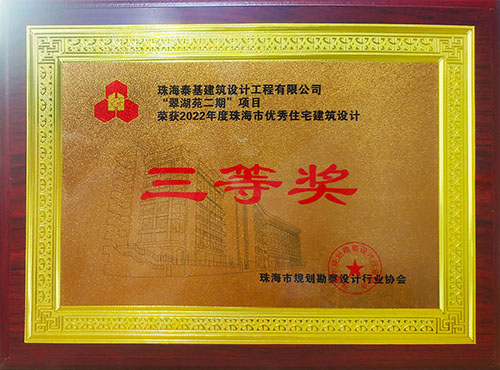 珠海泰基建筑设计工程有限公司
“翠湖苑二期”项目
荣获2022年度珠海市优秀住宅建筑设计
三等奖
珠海市规划勘察设计行业协会